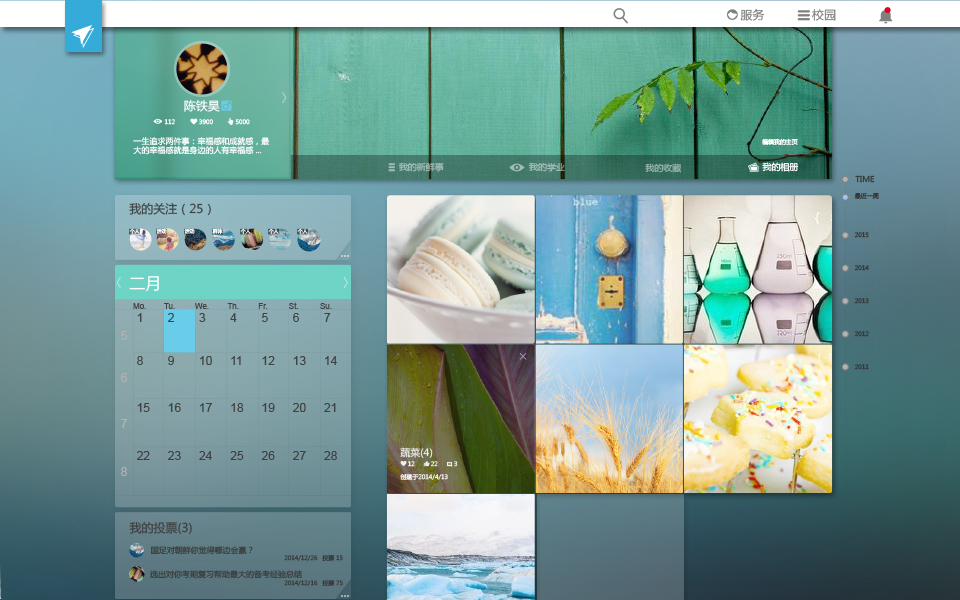 服务
校园
陈铁昊
112 3900 5000
一生追求两件事：幸福感和成就感，最
大的幸福感就是身边的人有幸福感 ...
编辑我的主页
我的新鲜事
我的学业
我的收藏
我的相册
TIME
最近一周
2015
2014
2013
2012
2011
我的关注（25）
二月
Mo. Tu. We. Th. Fr. St. Su.
1 2 3 4 5 6 7
5
8 9 10 11 12 13 14
6
15 16 17 18 19 20 21
7
22 23 24 25 26 27 28
8
我的投票(3)
国足对朝鲜你觉得哪边会赢？
2014/12/26 投票 15
选出对你考期复习帮助最大的备考经验总结
2014/12/16 投票 75
blue
蔬菜(4)
12 22 3
创建于2014/4/13